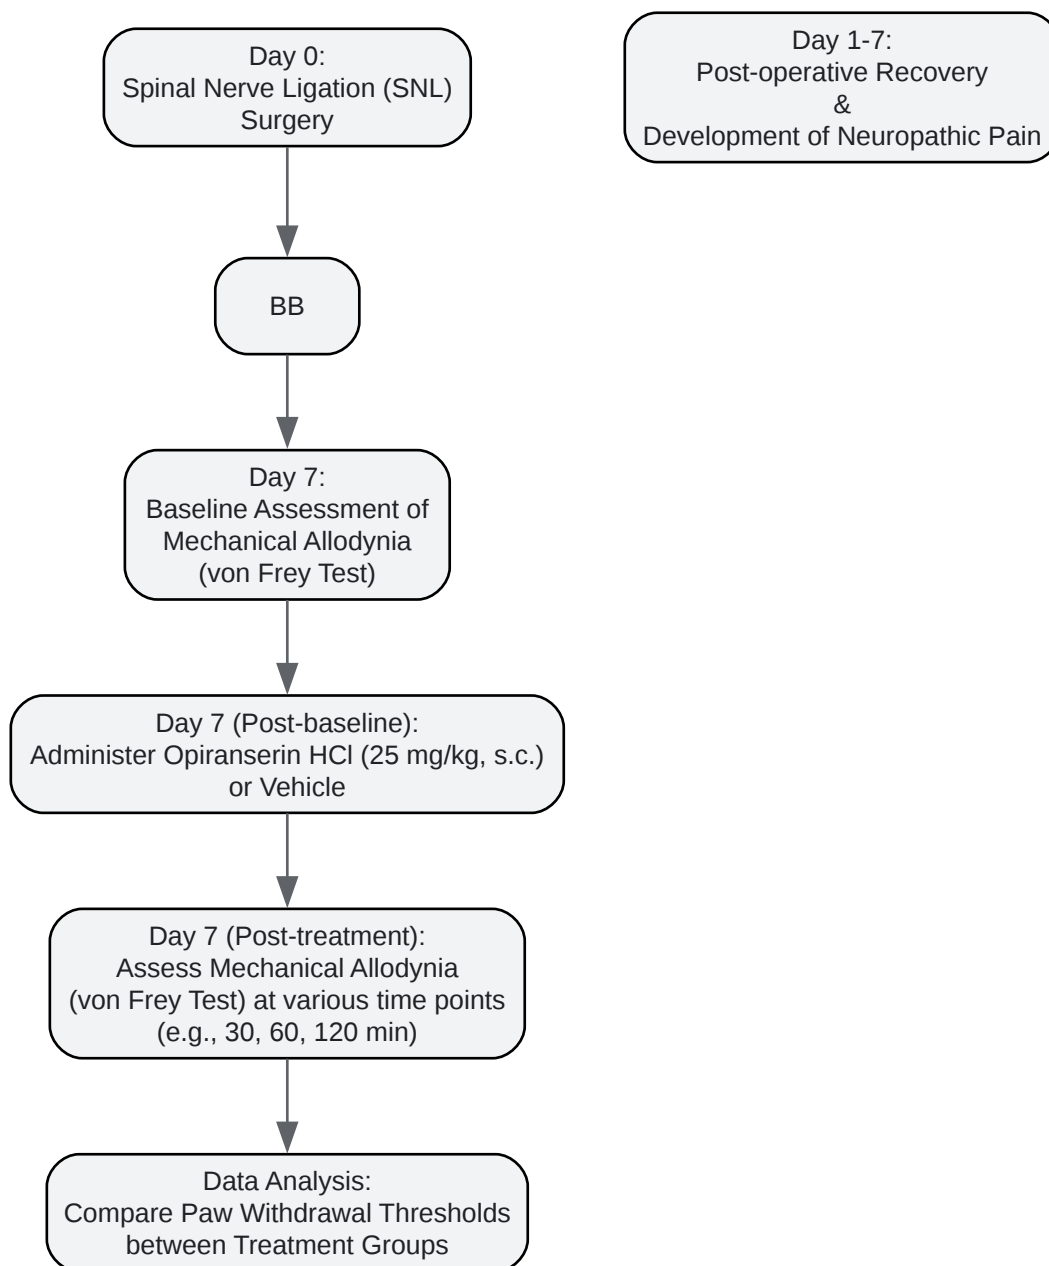 Day 0:
Spinal Nerve Ligation (SNL)
Surgery
Day 1-7:
Post-operative Recovery
&
Development of Neuropathic Pain
BB
Day 7:
Baseline Assessment of
Mechanical Allodynia
(von Frey Test)
Day 7 (Post-baseline):
Administer Opiranserin HCl (25 mg/kg, s.c.)
or Vehicle
Day 7 (Post-treatment):
Assess Mechanical Allodynia
(von Frey Test) at various time points
(e.g., 30, 60, 120 min)
Data Analysis:
Compare Paw Withdrawal Thresholds
between Treatment Groups